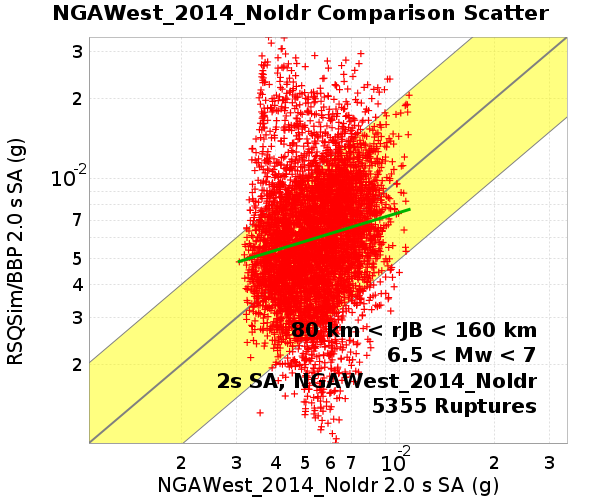 NGAWest_2014_NoIdr Comparison Scatter
RSQSim/BBP 2.0 s SA (g)
3
2
10-2
7
5
4
3
2
80 km < rJB < 160 km
6.5 < Mw < 7
2s SA, NGAWest_2014_NoIdr
5355 Ruptures
2 3 4 5 6 7 10-2 2 3
NGAWest_2014_NoIdr 2.0 s SA (g)